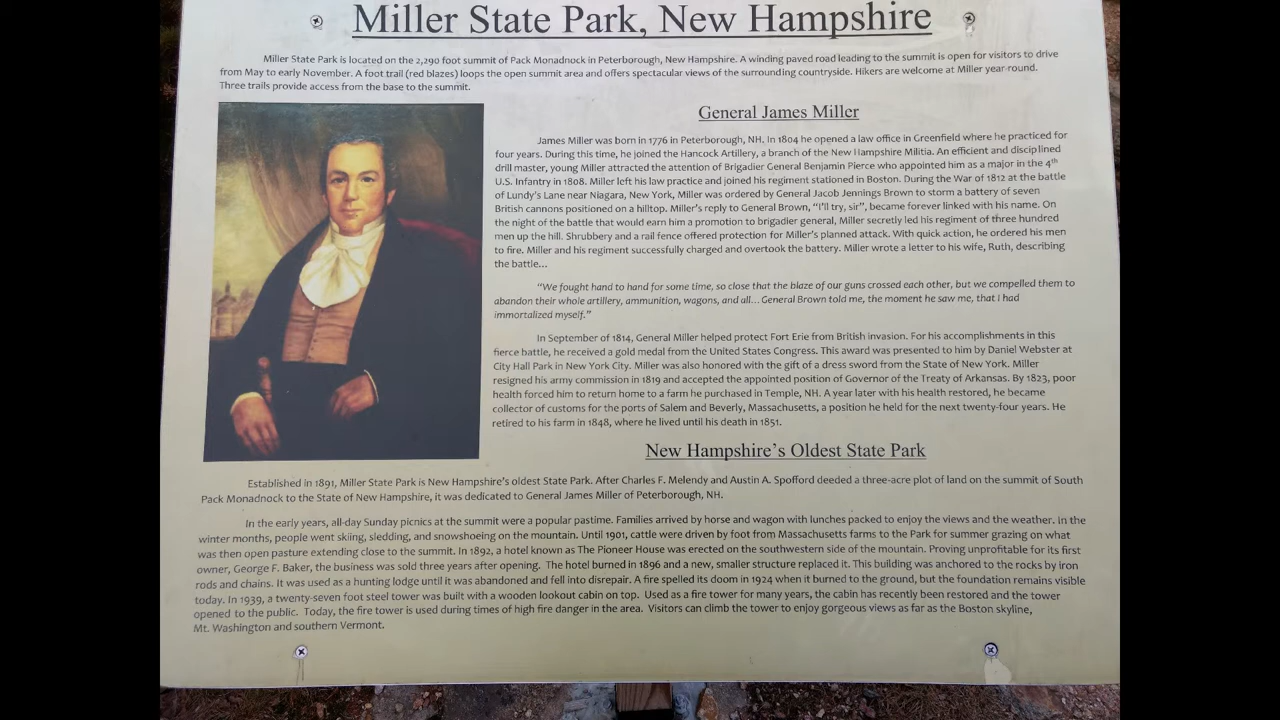 Miller State Park, New Hampshire
Miller State Park is located on the 2,290 foot summit of Pack Monadnock in Peterborough, New Hampshire. A winding paved road leading to the summit is open for visitors to drive
from May to early November. A foot trail (red blazes) loops the open summit area and offers spectacular views of the surrounding countryside. Hikers are welcome at Miller year-round.
Three trails provide access from the base to the summit.
General James Miller
James Miller was born in 1776 in Peterborough, NH. In 1804 he opened a law office in Greenfield where he practiced for
four years. During this time, he joined the Hancock Artillery, a branch of the New Hampshire Militia. An efficient and disciplined
drill master, young Miller attracted the attention of Brigadier General Benjamin Pierce who appointed him as a major in the 4th
U.S. Infantry in 1808. Miller left his law practice and joined his regiment stationed in Boston. During the War of 1812 at the battle
of Lundy's Lane near Niagara, New York, Miller was ordered by General Jacob Jennings Brown to storm a battery of seven
British cannons positioned on a hilltop. Miller's reply to General Brown, "I'll try, sir", became forever linked with his name. On
the night of the battle that would earn him a promotion to brigadier general, Miller secretly led his regiment of three hundred
men up the hill. Shrubbery and a rail fence offered protection for Miller's planned attack. With quick action, he ordered his men
to fire. Miller and his regiment successfully charged and overtook the battery. Miller wrote a letter to his wife, Ruth, describing
the battle...
"We fought hand to hand for some time, so close that the blaze of our guns crossed each other, but we compelled them to
abandon their whole artillery, ammunition, wagons, and all... General Brown told me, the moment he saw me, that I had
immortalized myself."
In September of 1814, General Miller helped protect Fort Erie from British invasion. For his accomplishments in this
fierce battle, he received a gold medal from the United States Congress. This award was presented to him by Daniel Webster at
City Hall Park in New York City. Miller was also honored with the gift of a dress sword from the State of New York. Miller
resigned his army commission in 1819 and accepted the appointed position of Governor of the Treaty of Arkansas. By 1823, poor
health forced him to return home to a farm he purchased in Temple, NH. A year later with his health restored, he became
collector of customs for the ports of Salem and Beverly, Massachusetts, a position he held for the next twenty-four years. He
retired to his farm in 1848, where he lived until his death in 1851.
New Hampshire's Oldest State Park
Established in 1891, Miller State Park is New Hampshire's oldest State Park. After Charles F. Melendy and Austin A. Spofford deeded a three-acre plot of land on the summit of South
Pack Monadnock to the State of New Hampshire, it was dedicated to General James Miller of Peterborough, NH.
In the early years, all-day Sunday picnics at the summit were a popular pastime. Families arrived by horse and wagon with lunches packed to enjoy the views and the weather. In the
winter months, people went skiing, sledding, and snowshoeing on the mountain. Until 1901, cattle were driven by foot from Massachusetts farms to the Park for summer grazing on what
was then open pasture extending close to the summit. In 1892, a hotel known as The Pioneer House was erected on the southwestern side of the mountain. Proving unprofitable for its first
owner, George F. Baker, the business was sold three years after opening. The hotel burned in 1896 and a new, smaller structure replaced it. This building was anchored to the rocks by iron
rods and chains. It was used as a hunting lodge until it was abandoned and fell into disrepair. A fire spelled its doom in 1924 when it burned to the ground, but the foundation remains visible
today. In 1939, a twenty-seven foot steel tower was built with a wooden lookout cabin on top. Used as a fire tower for many years, the cabin has recently been restored and the tower
opened to the public. Today, the fire tower is used during times of high fire danger in the area. Visitors can climb the tower to enjoy gorgeous views as far as the Boston skyline,
Mt. Washington and southern Vermont.